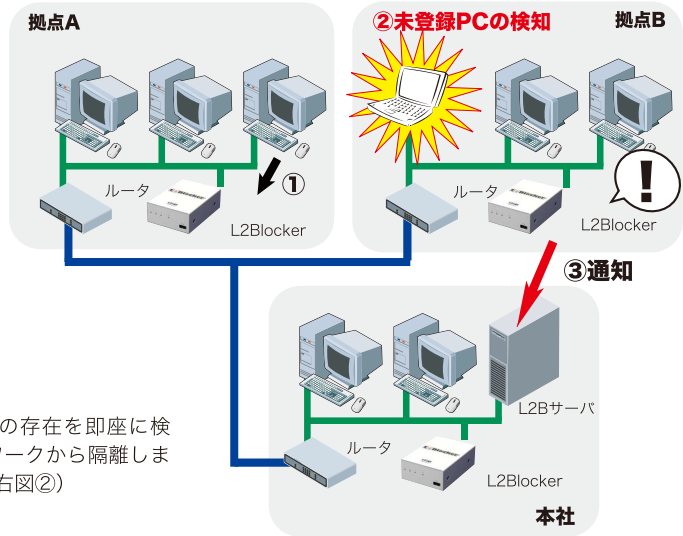 拠点A
②未登録PCの検知
拠点B
ルータ
①
L2Blocker
ルータ
L2Blocker
!
③通知
L2Bサーバ
ルータ
L2Blocker
本社
の存在を即座に検
ワークから隔離しま
右図②）